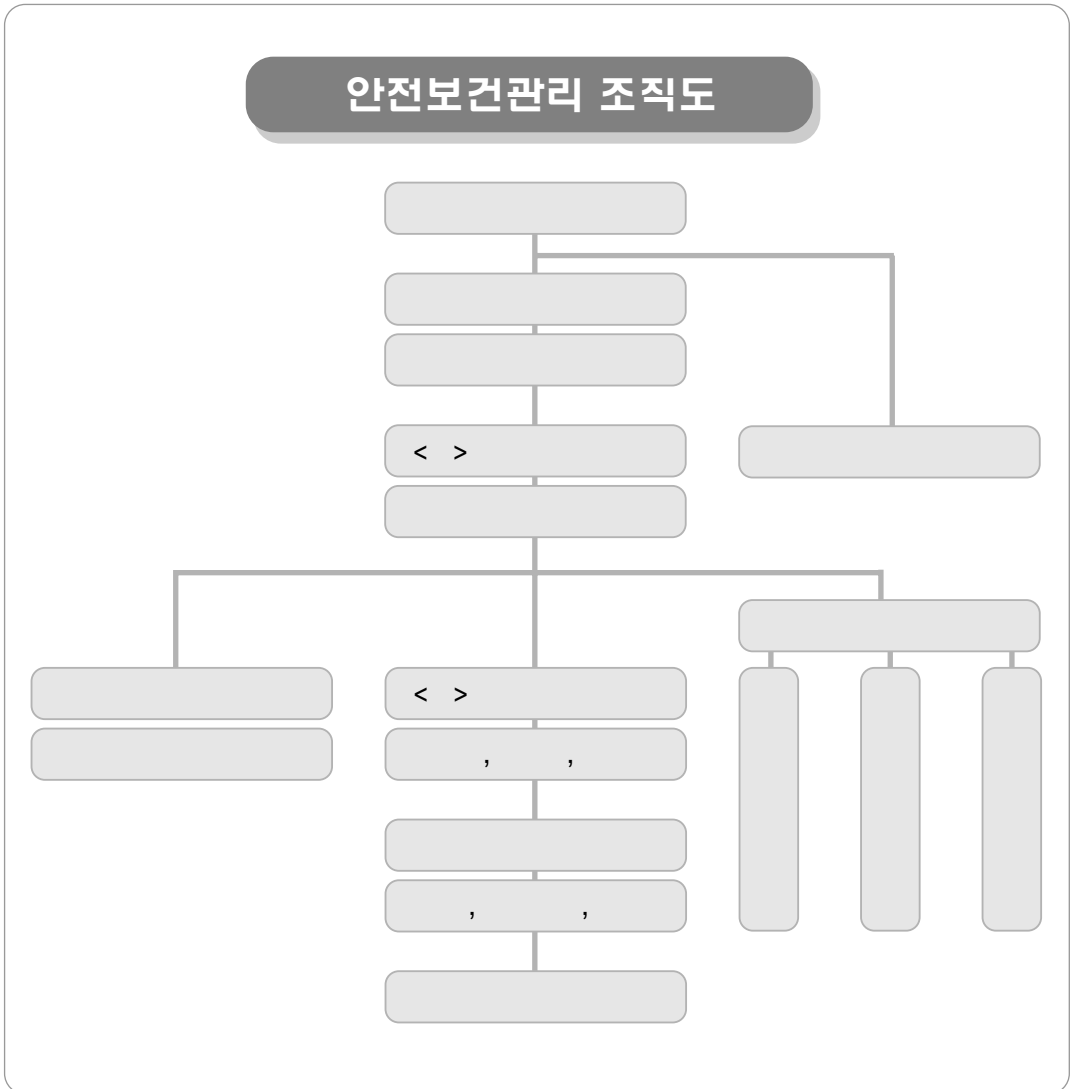 안전보건관리 조직도
< >
< >
, ,
, ,